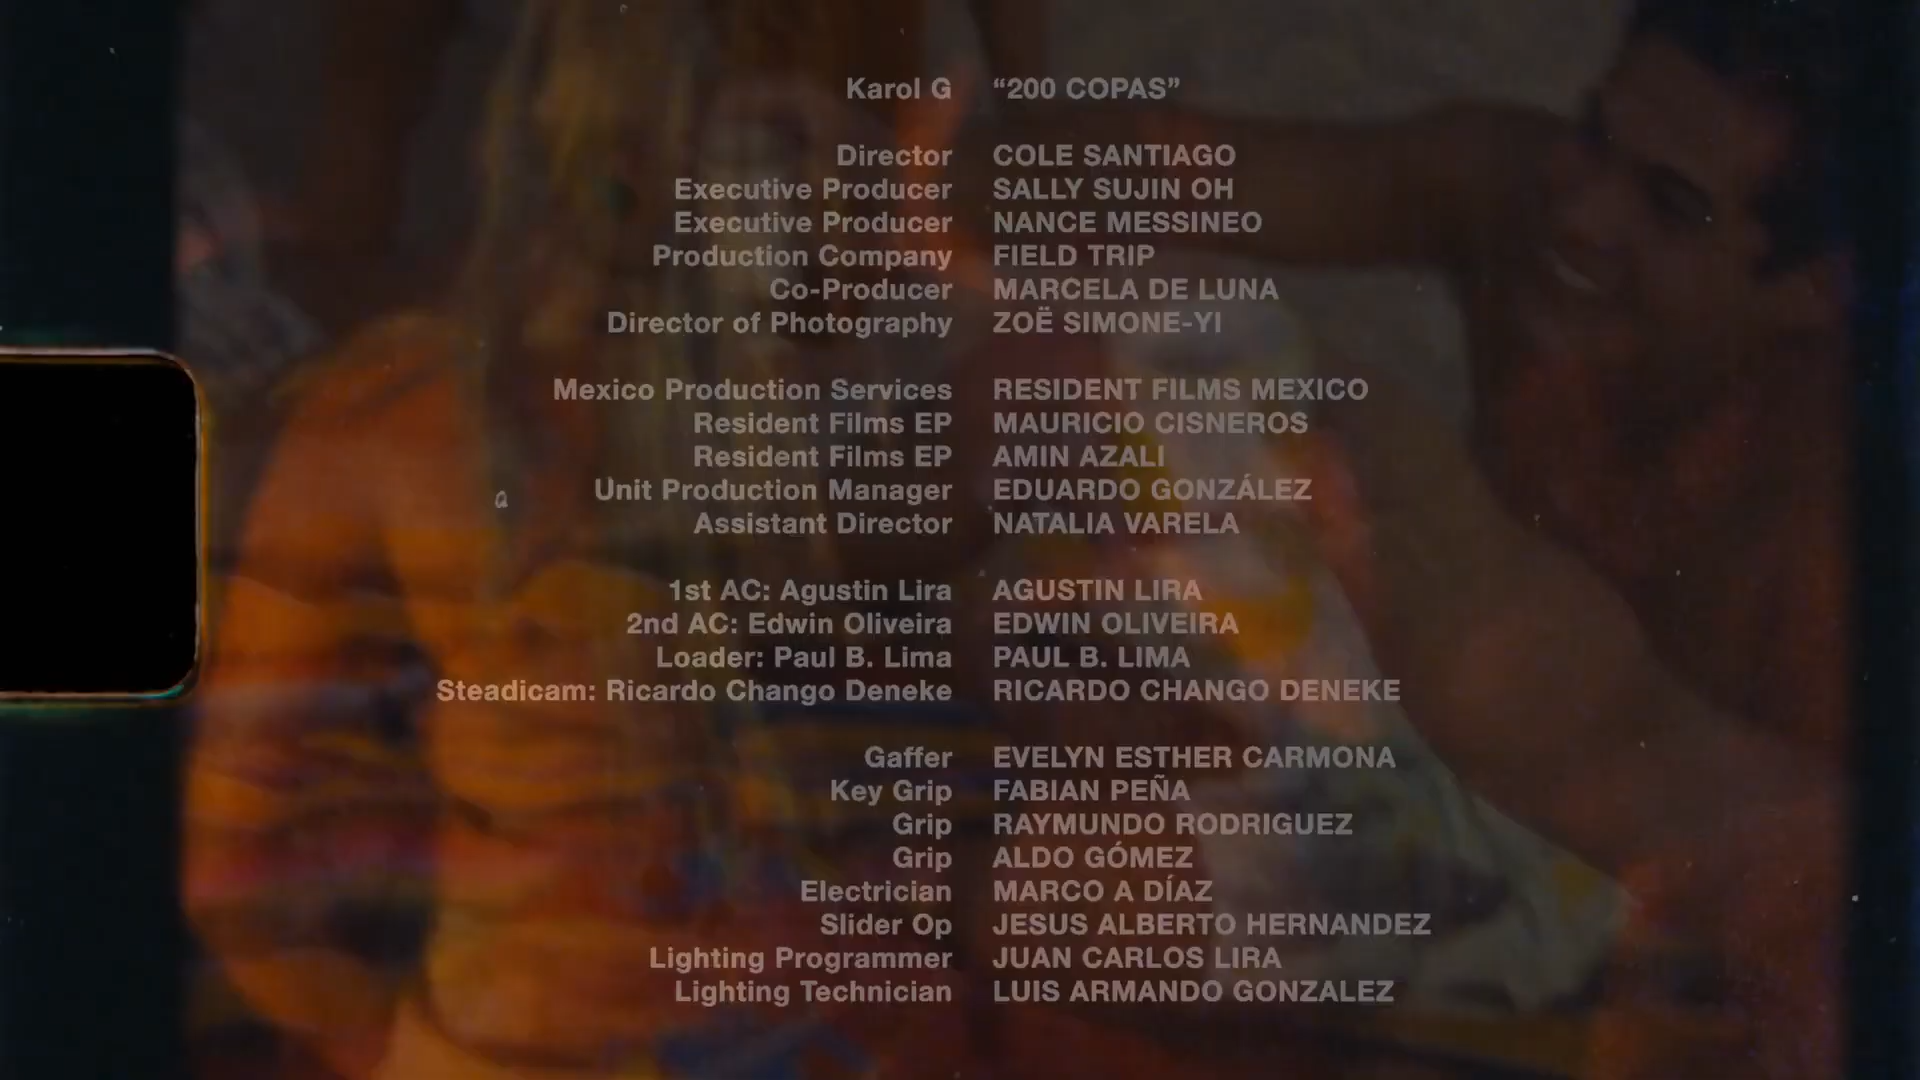 Karol G “200 COPAS”
Director COLE SANTIAGO
Executive Producer SALLY SUJIN OH
Executive Producer NANCE MESSINEO
Production Company FIELD TRIP
Co-Producer MARCELA DE LUNA
Director of Photography ZOË SIMONE-YI
Mexico Production Services RESIDENT FILMS MEXICO
Resident Films EP MAURICIO CISNEROS
Resident Films EP AMIN AZALI
Unit Production Manager EDUARDO GONZÁLEZ
Assistant Director NATALIA VARELA
1st AC: Agustin Lira AGUSTIN LIRA
2nd AC: Edwin Oliveira EDWIN OLIVEIRA
Loader: Paul B. Lima PAUL B. LIMA
Steadicam: Ricardo Chango Deneke RICARDO CHANGO DENEKE
Gaffer EVELYN ESTHER CARMONA
Key Grip FABIAN PEÑA
Grip RAYMUNDO RODRIGUEZ
Grip ALDO GÓMEZ
Electrician MARCO A DÍAZ
Slider Op JESUS ALBERTO HERNANDEZ
Lighting Programmer JUAN CARLOS LIRA
Lighting Technician LUIS ARMANDO GONZALEZ